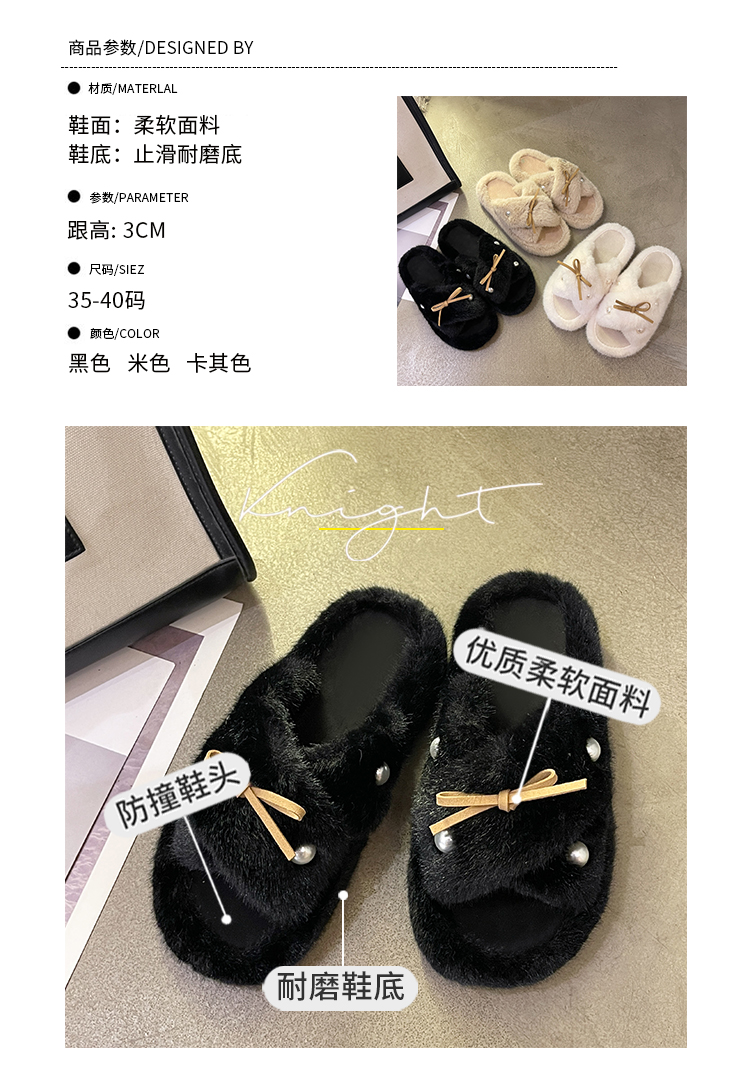 商品参数/DESIGNED BY
材质/MATERLAL
鞋面：柔软面料
鞋底：止滑耐磨底
参数/PARAMETER
跟高: 3CM
尺码/SIEZ
35-40码
颜色/COLOR
黑色 米色 卡其色
Knight
优质柔软面料
防撞鞋头
耐磨鞋底